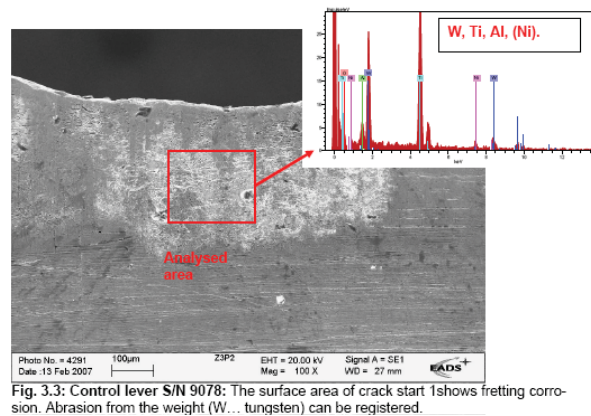 W, Ti, Al, (Ni).
Analysed
area
Photo No. = 4291
Date :13 Feb 2007
100µm
Z3P2
EHT = 20.00 kV
Mag = 100 X
Signal A = SE1
WD = 27 mm
EADS
Fig. 3.3: Control lever S/N 9078: The surface area of crack start 1shows fretting corro-
sion. Abrasion from the weight (W… tungsten) can be registered.